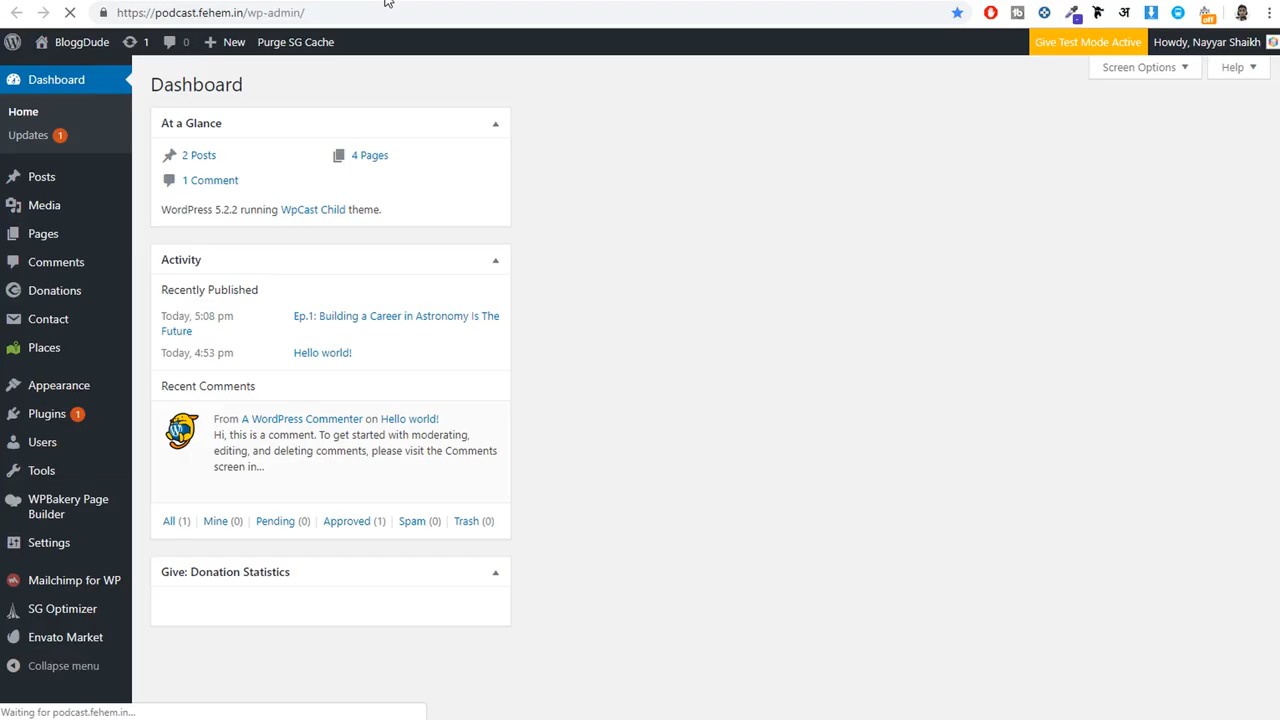 https://podcast.fehem.in/wp-admin/
BloggDude
1
0
New
Purge SG Cache
Give Test Mode Active
Howdy, Nayyar Shaikh
Dashboard
Home
Updates 1
Posts
Media
Pages
Comments
Donations
Contact
Places
Appearance
Plugins 1
Users
Tools
WPBakery Page
Builder
Settings
Mailchimp for WP
SG Optimizer
Envato Market
Collapse menu
Screen Options
Help
Dashboard
At a Glance
2 Posts
4 Pages
1 Comment
WordPress 5.2.2 running WpCast Child theme.
Activity
Recently Published
Today, 5:08 pm Ep.1: Building a Career in Astronomy Is The
Future
Today, 4:53 pm Hello world!
Recent Comments
From A WordPress Commenter on Hello world!
Hi, this is a comment. To get started with moderating,
editing, and deleting comments, please visit the Comments
screen in...
All (1) | Mine (0) | Pending (0) | Approved (1) | Spam (0) | Trash (0)
Give: Donation Statistics
Waiting for podcast.fehem.in...